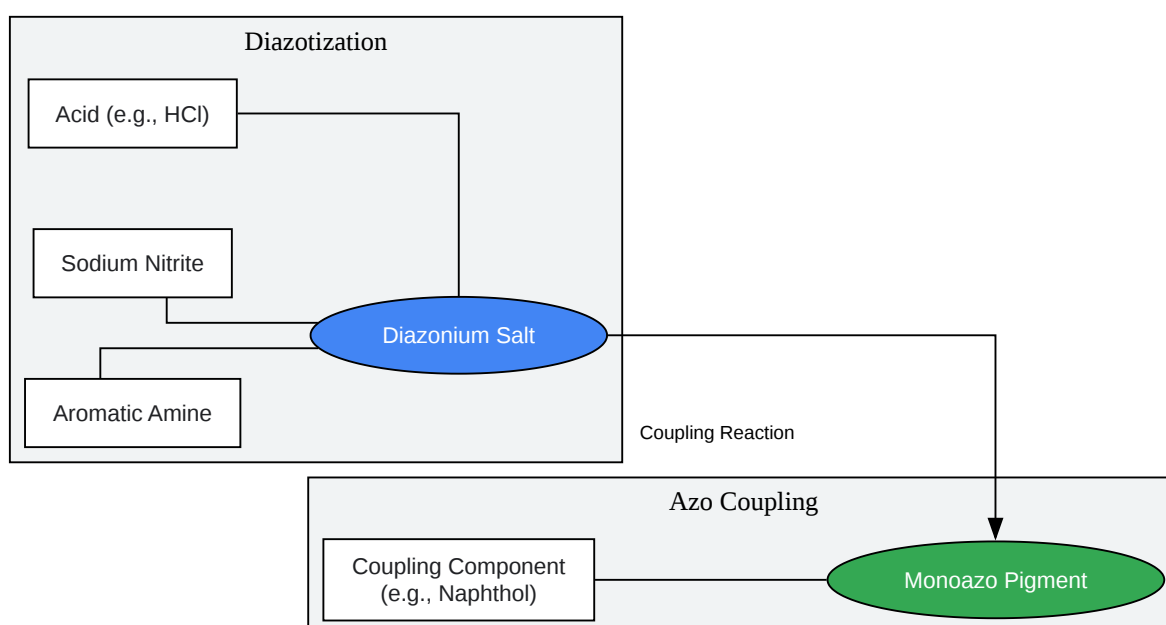 Diazotization
Acid (e.g., HCl)
Sodium Nitrite
Diazonium Salt
Aromatic Amine
Coupling Reaction
Azo Coupling
Coupling Component
(e.g., Naphthol)
Monoazo Pigment